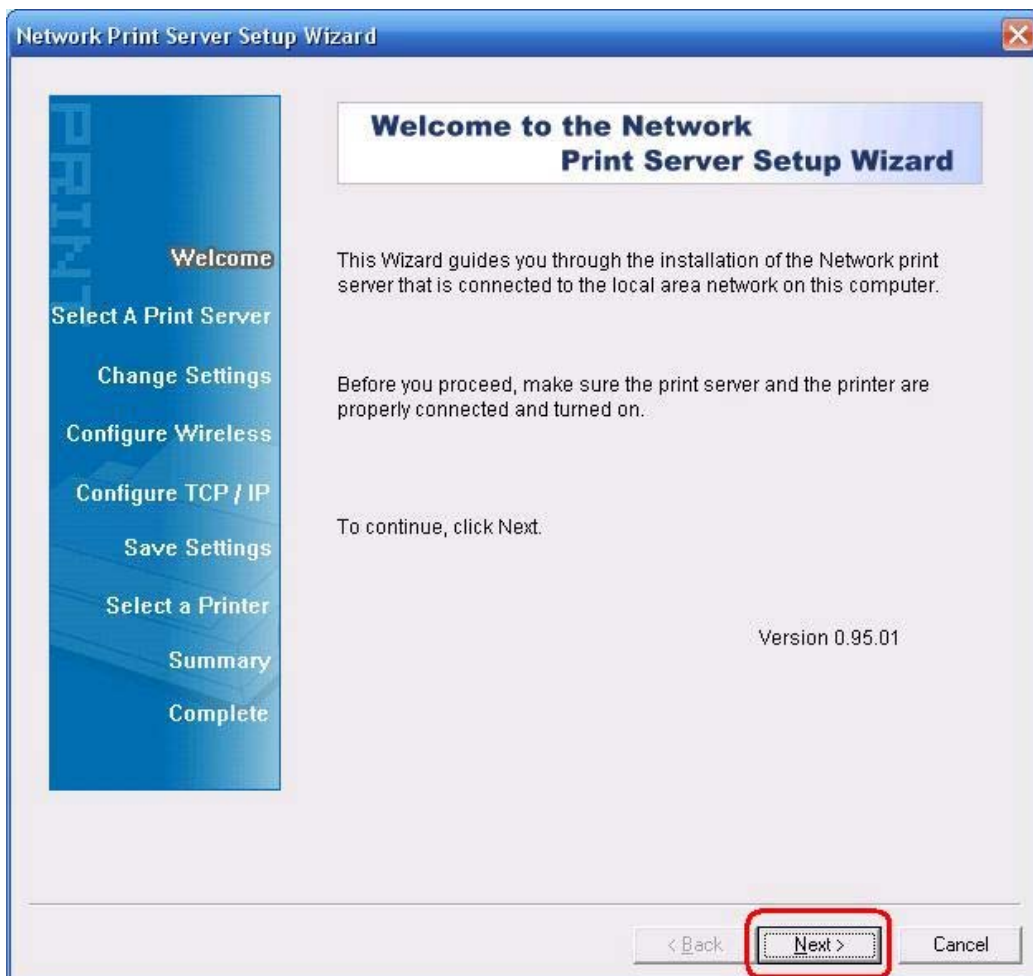 Network Print Server Setup Wizard
PRINT
Welcome
Select A Print Server
Change Settings
Configure Wireless
Configure TCP / IP
Save Settings
Select a Printer
Summary
Complete
Welcome to the Network
Print Server Setup Wizard
This Wizard guides you through the installation of the Network print
server that is connected to the local area network on this computer.
Before you proceed, make sure the print server and the printer are
properly connected and turned on.
To continue, click Next.
Version 0.95.01
< Back
Next >
Cancel